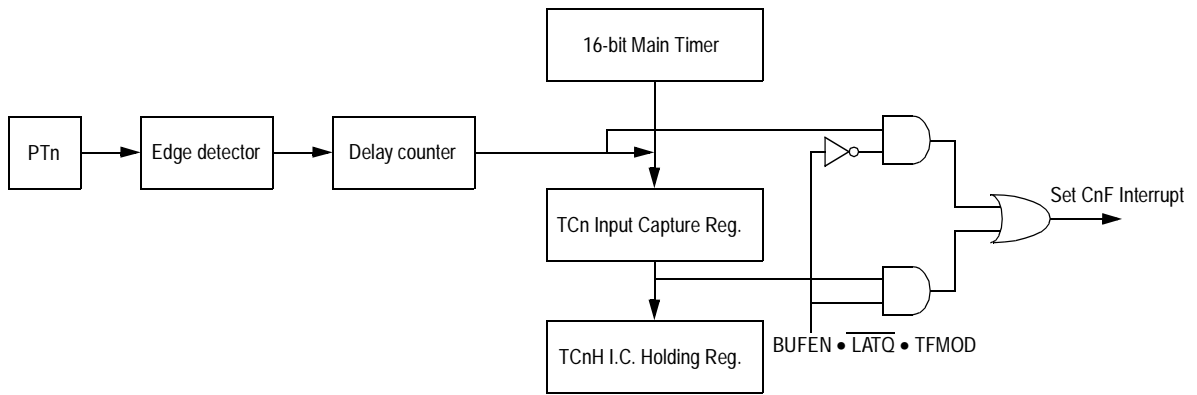 16-bit Main Timer
PTn
Edge detector
Delay counter
TCn Input Capture Reg.
Set CnF Interrupt
TCnH I.C. Holding Reg.
BUFEN • L̅A̅T̅Q̅ • TFMOD